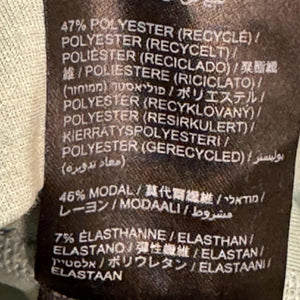 47% POLYESTER (RECYCLÉ) /
POLYESTER (RECYCELT) /
POLIÉSTER (RECICLADO) / 聚酯纖
維 / POLIESTERE (RICICLATO) /
פוליאסטר (ממוחזר) / ポリエステル /
POLYESTER (RECYKLOVANÝ) /
POLYESTER (RESIRKULERT) /
KIERRÄTYSPOLYESTERI /
POLYESTER (GERECYCLED) / بوليستر
(معاد تدويره)
46% MODAL / 莫代爾纖維 / מודאלי /
レーヨン / MODAALI / مشروط
7% ÉLASTHANNE / ELASTHAN /
ELASTANO / 彈性纖維 / ELASTAN /
אלסטיין / ポリウレタン / ELASTAANI /
ELASTAAN